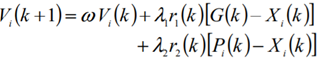 V_i(k+1) = ωV_i(k) + λ_1r_1(k)[G(k) − X_i(k)]
+ λ_2r_2(k)[P_i(k) − X_i(k)]